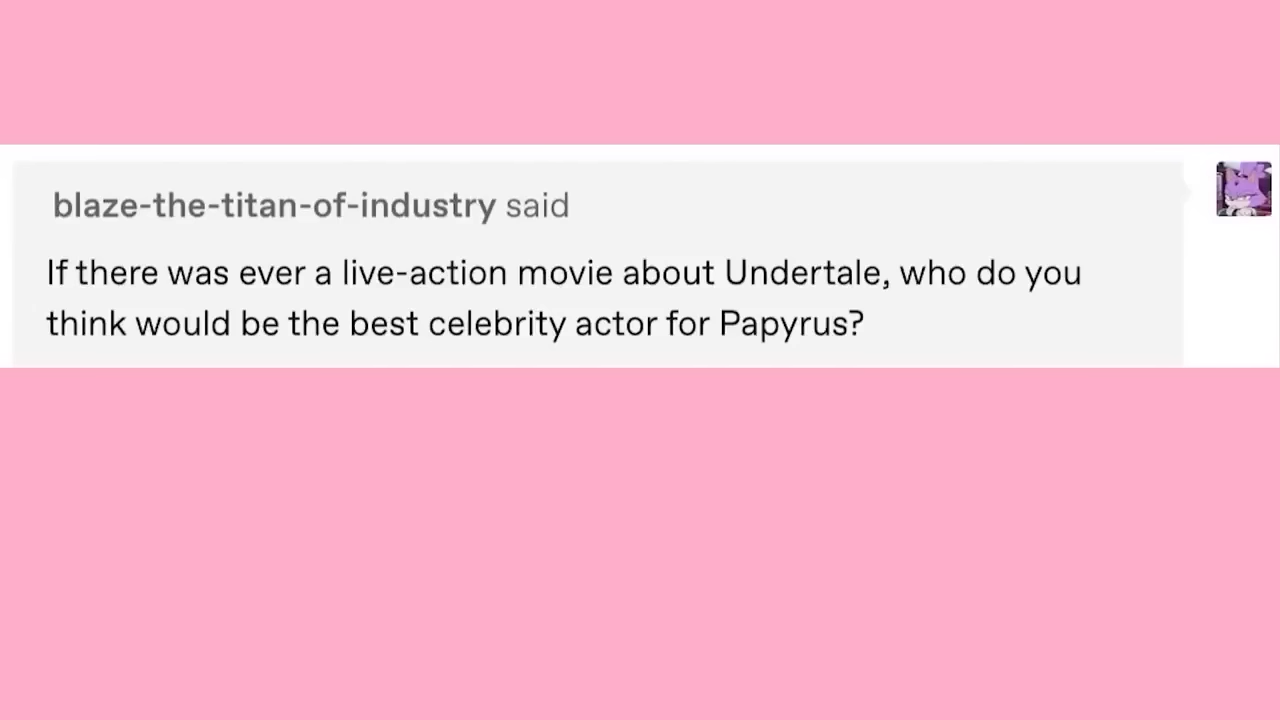 blaze-the-titan-of-industry said
If there was ever a live-action movie about Undertale, who do you
think would be the best celebrity actor for Papyrus?